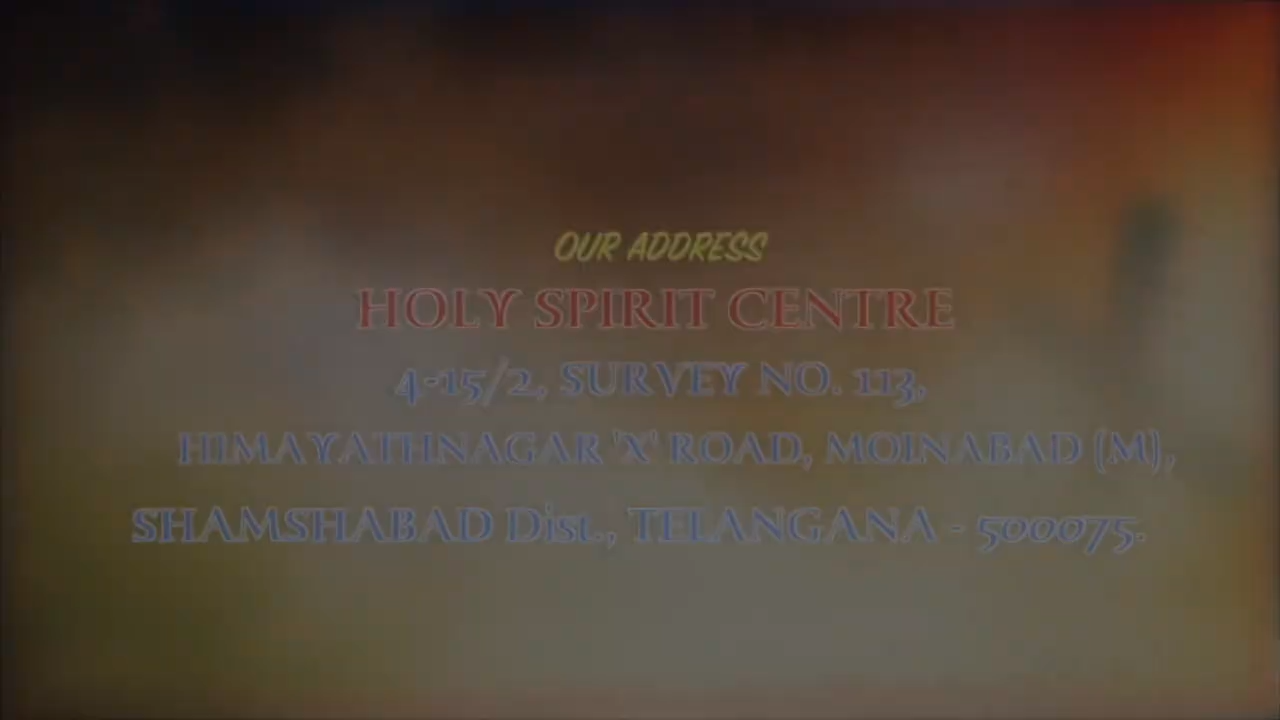 OUR ADDRESS
HOLY SPIRIT CENTRE
4-15/2, SURVEY NO. 113,
HIMAYATHNAGAR 'X' ROAD, MOINABAD (M),
SHAMSHABAD Dist., TELANGANA - 500075.